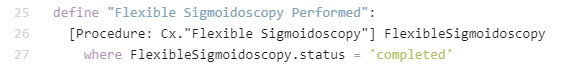 25 define "Flexible Sigmoidoscopy Performed":
26 [Procedure: Cx."Flexible Sigmoidoscopy"] FlexibleSigmoidoscopy
27 where FlexibleSigmoidoscopy.status = 'completed'